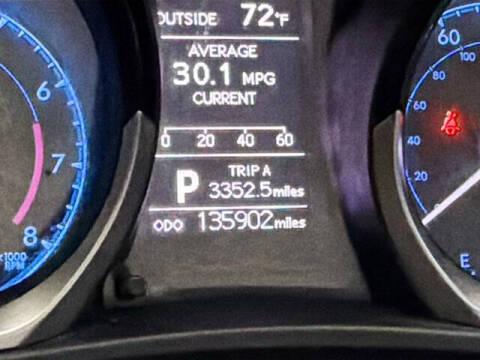 OUTSIDE 72°F
AVERAGE
30.1 MPG
CURRENT
0 20 40 60
TRIP A
P 3352.5miles
ODO 135902miles
6
7
8
x1000
RPM
60
100
80
60
40
20
E